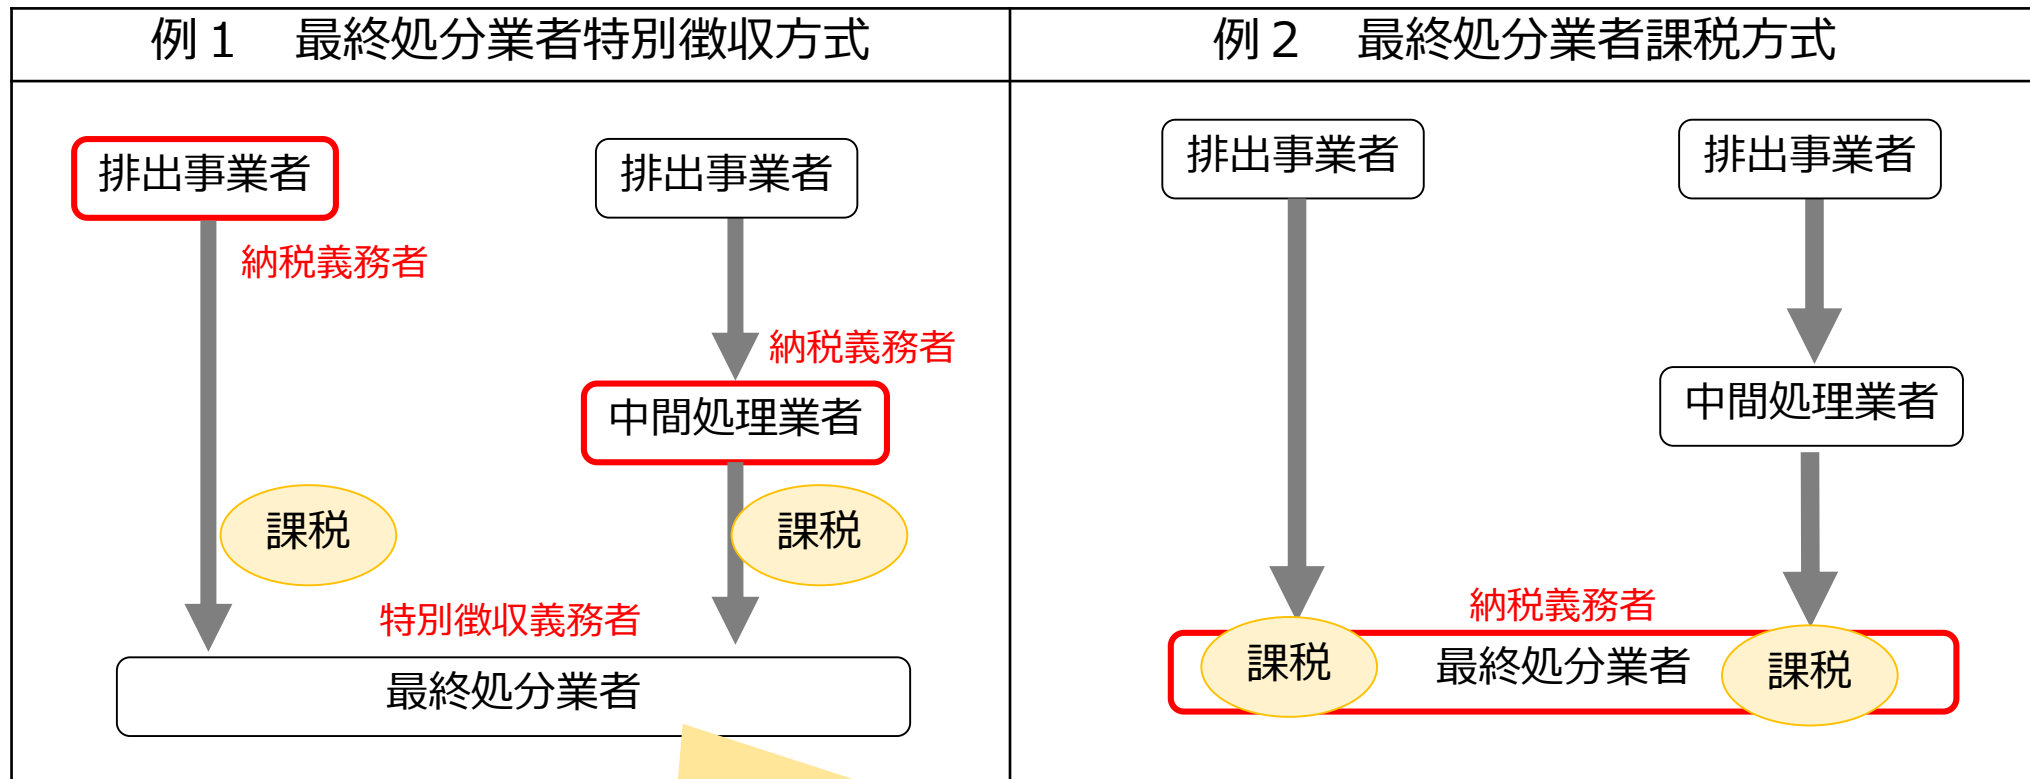 例１　最終処分業者特別徴収方式
排出事業者
排出事業者
納税義務者
納税義務者
中間処理業者
課税
課税
特別徴収義務者
最終処分業者
例２　最終処分業者課税方式
排出事業者
排出事業者
中間処理業者
納税義務者
課税
最終処分業者
課税